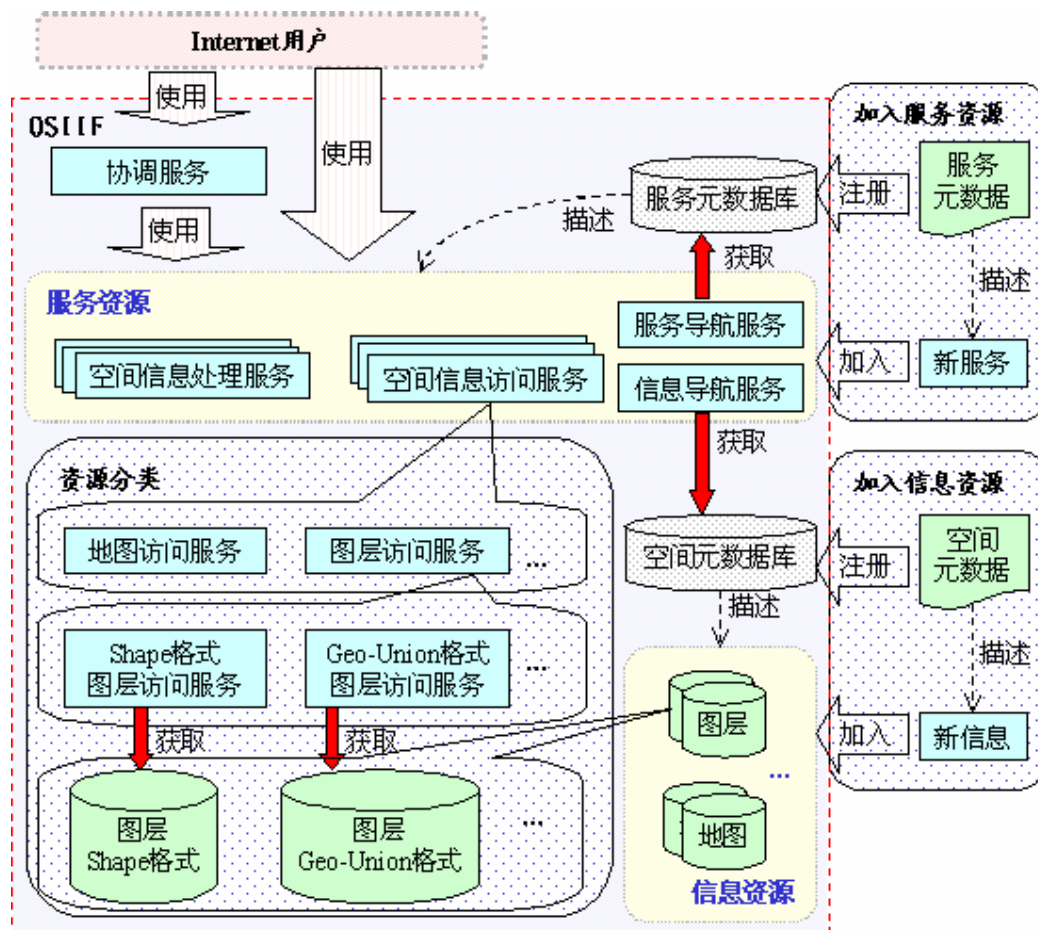 Internet用户
使用
使用
OSIIF
协调服务
使用
服务元数据库
描述
获取
服务资源
空间信息处理服务
空间信息访问服务
服务导航服务
信息导航服务
获取
加入服务资源
服务
元数据
注册
描述
加入
新服务
资源分类
地图访问服务
图层访问服务
...
Shape格式
图层访问服务
Geo-Union格式
图层访问服务
...
获取
获取
图层
Shape格式
图层
Geo-Union格式
...
空间元数据库
描述
图层
...
地图
信息资源
加入信息资源
空间
元数据
注册
描述
加入
新信息